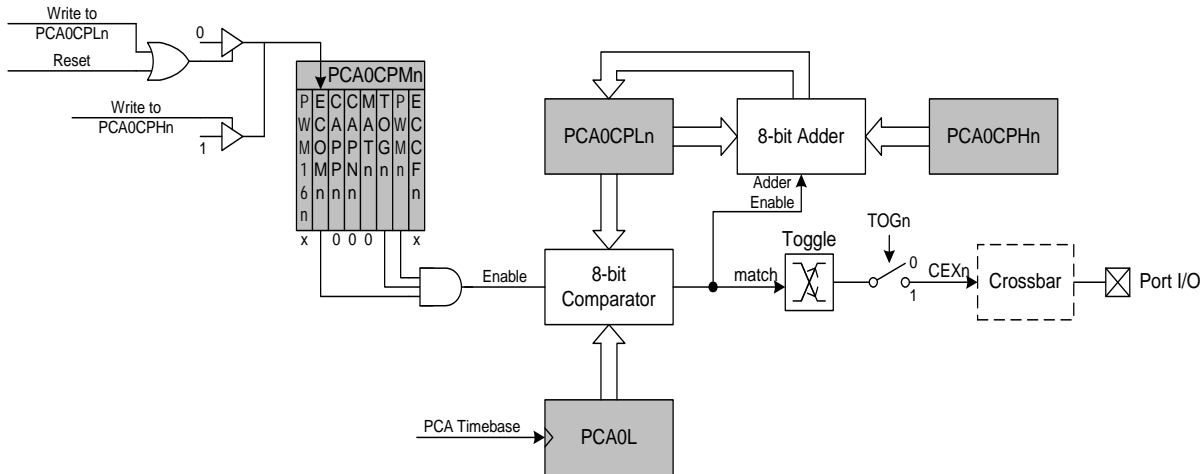 Write to
PCA0CPLn
Reset
0
Write to
PCA0CPHn
1
PCA0CPMn
P
W
M
1
6
n
E
C
O
M
n
C
A
P
P
n
C
A
P
N
n
M
A
T
n
T
O
G
n
P
W
M
n
E
C
C
F
n
x
0
0
0
x
PCA0CPLn
8-bit Adder
PCA0CPHn
Adder
Enable
TOGn
Toggle
Enable
8-bit
Comparator
match
0
1
CEXn
Crossbar
Port I/O
PCA Timebase
PCA0L